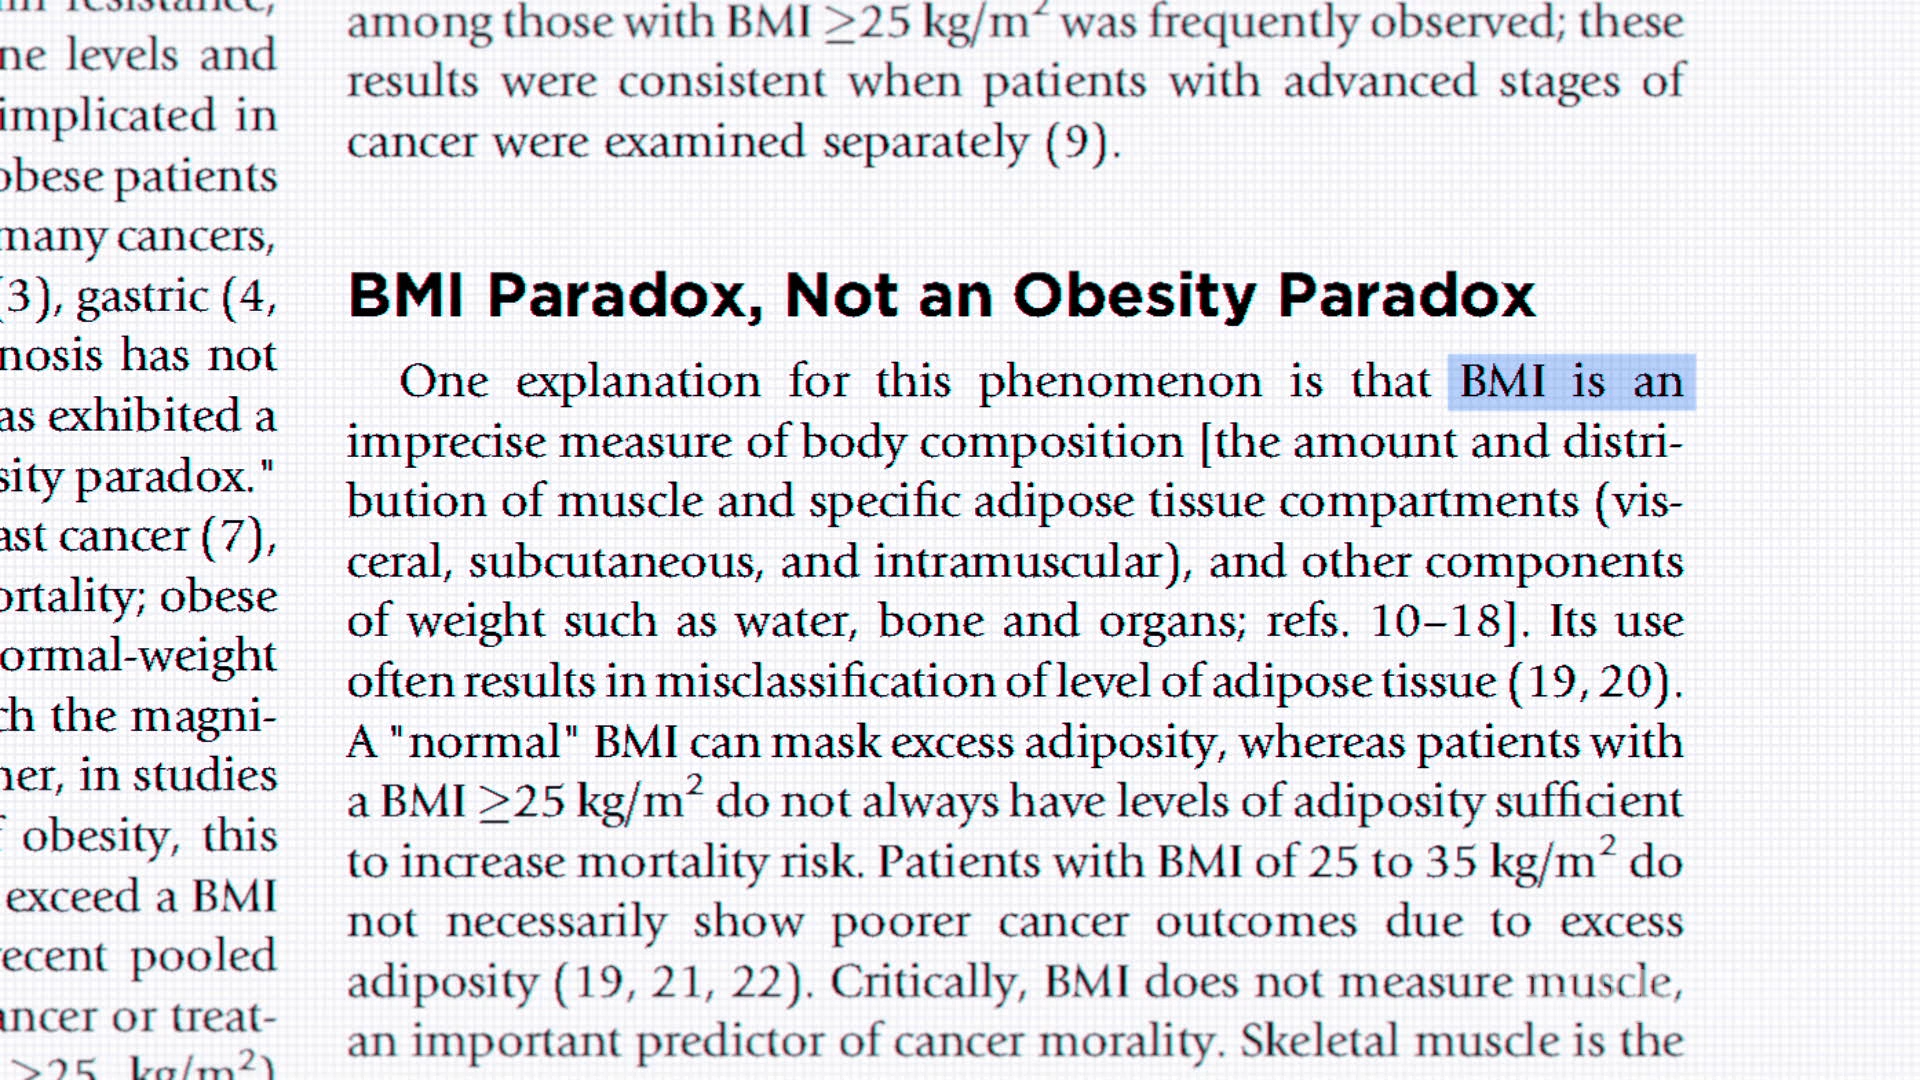 resistance,
ne levels and
implicated in
obese patients
many cancers,
(3), gastric (4,
nosis has not
as exhibited a
sity paradox."
ast cancer (7),
ortality; obese
ormal-weight
ch the magni-
her, in studies
f obesity, this
exceed a BMI
ecent pooled
ancer or treat-
≥25 kg/m²)
among those with BMI ≥25 kg/m² was frequently observed; these
results were consistent when patients with advanced stages of
cancer were examined separately (9).
BMI Paradox, Not an Obesity Paradox
One explanation for this phenomenon is that BMI is an
imprecise measure of body composition [the amount and distri-
bution of muscle and specific adipose tissue compartments (vis-
ceral, subcutaneous, and intramuscular), and other components
of weight such as water, bone and organs; refs. 10–18]. Its use
often results in misclassification of level of adipose tissue (19, 20).
A "normal" BMI can mask excess adiposity, whereas patients with
a BMI ≥25 kg/m² do not always have levels of adiposity sufficient
to increase mortality risk. Patients with BMI of 25 to 35 kg/m² do
not necessarily show poorer cancer outcomes due to excess
adiposity (19, 21, 22). Critically, BMI does not measure muscle,
an important predictor of cancer morality. Skeletal muscle is the